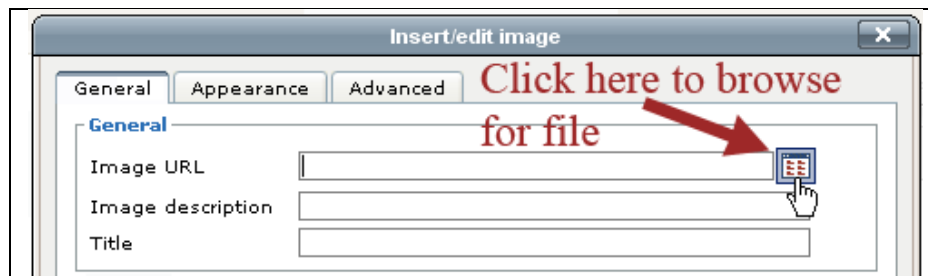 Insert/edit image
General Appearance Advanced
Click here to browse
for file
General
Image URL
Image description
Title